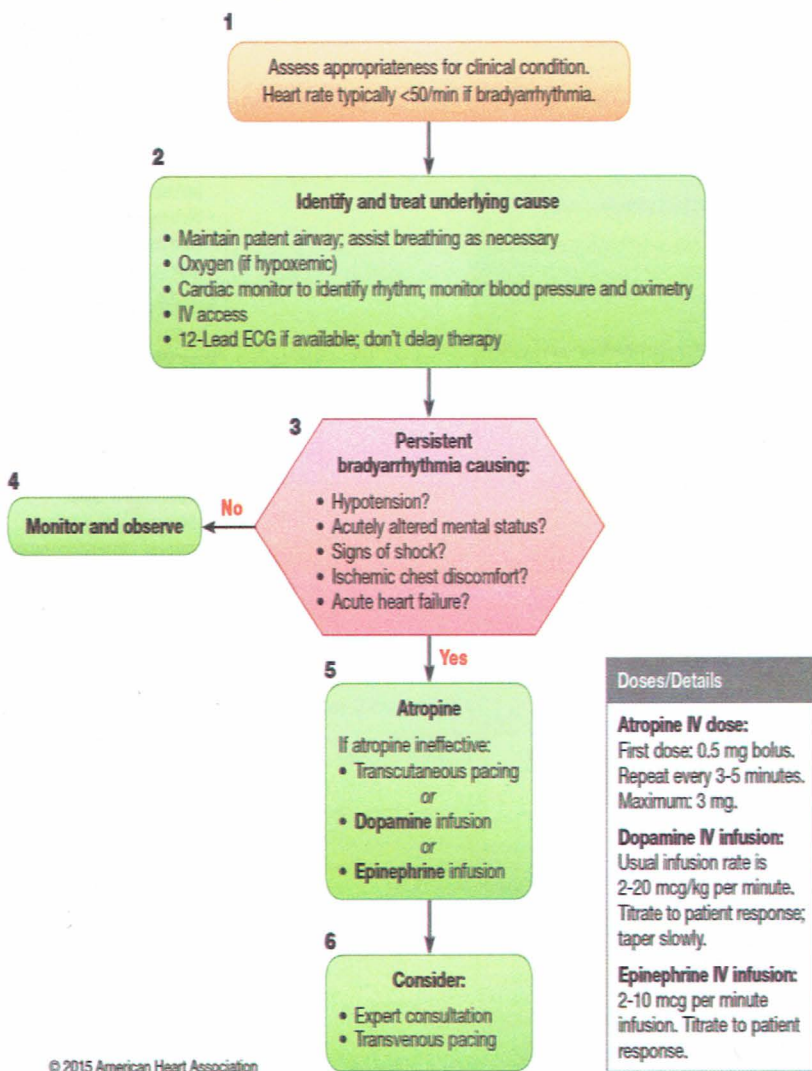 1
Assess appropriateness for clinical condition.
Heart rate typically <50/min if bradyarrhythmia.
2
Identify and treat underlying cause
• Maintain patent airway; assist breathing as necessary
• Oxygen (if hypoxemic)
• Cardiac monitor to identify rhythm; monitor blood pressure and oximetry
• IV access
• 12-Lead ECG if available; don't delay therapy
3
Persistent
bradyarrhythmia causing:
• Hypotension?
• Acutely altered mental status?
• Signs of shock?
• Ischemic chest discomfort?
• Acute heart failure?
No
4
Monitor and observe
Yes
5
Atropine
If atropine ineffective:
• Transcutaneous pacing
or
• Dopamine infusion
or
• Epinephrine infusion
6
Consider:
• Expert consultation
• Transvenous pacing
Doses/Details
Atropine IV dose:
First dose: 0.5 mg bolus.
Repeat every 3-5 minutes.
Maximum: 3 mg.
Dopamine IV infusion:
Usual infusion rate is
2-20 mcg/kg per minute.
Titrate to patient response;
taper slowly.
Epinephrine IV infusion:
2-10 mcg per minute
infusion. Titrate to patient
response.
© 2015 American Heart Association